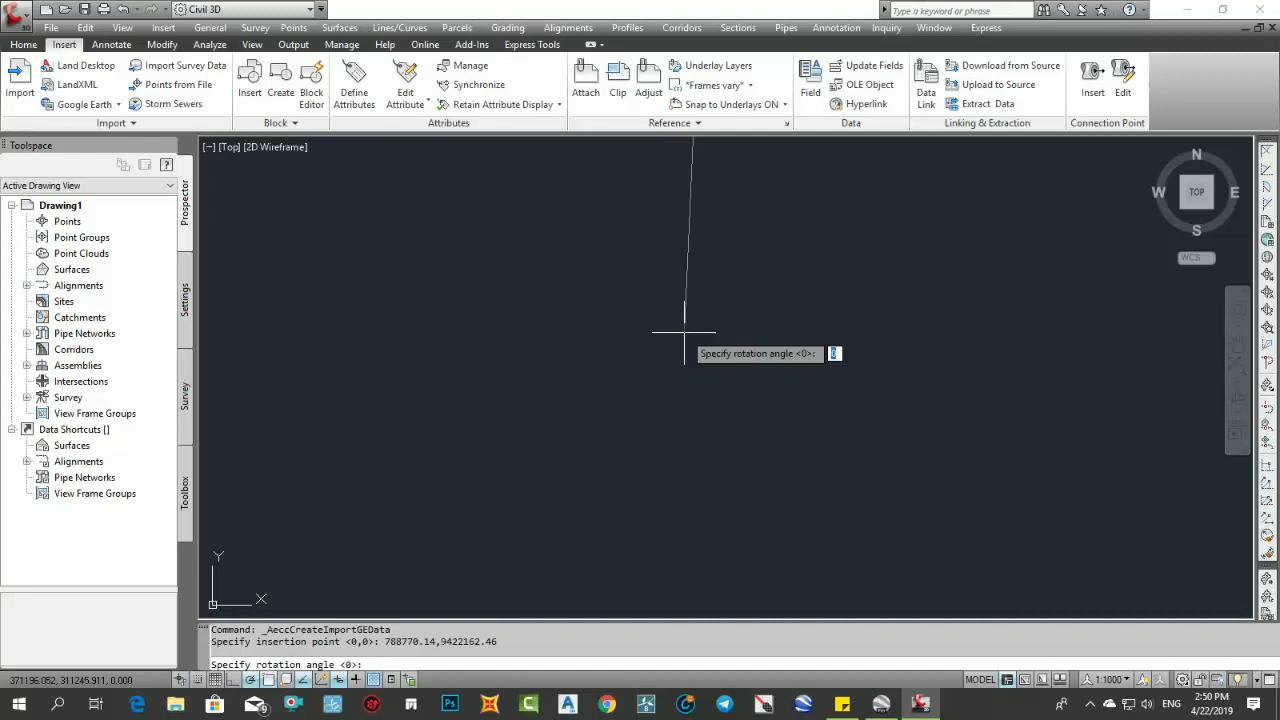 Civil 3D
Type a keyword or phrase
File Edit View Insert General Survey Points Surfaces Lines/Curves Parcels Grading Alignments Profiles Corridors Sections Pipes Annotation Inquiry Window Express
Home Insert Annotate Modify Analyze View Output Manage Help Online Add-Ins Express Tools
Land Desktop Import Survey Data Manage Underlay Layers Update Fields Download from Source
LandXML Points from File Synchronize *Frames vary* OLE Object Upload to Source
Import Insert Create Block Editor Define Attributes Edit Attribute Attach Clip Adjust Field Data Link Insert Edit
Google Earth Storm Sewers Retain Attribute Display Snap to Underlays ON Hyperlink Extract Data
Import Block Attributes Reference Data Linking & Extraction Connection Point
Toolspace
[−] [Top] [2D Wireframe]
Active Drawing View
Drawing1
Points
Point Groups
Point Clouds
Surfaces
Alignments
Sites
Catchments
Pipe Networks
Corridors
Assemblies
Intersections
Survey
View Frame Groups
Data Shortcuts []
Surfaces
Alignments
Pipe Networks
View Frame Groups
Prospector
Settings
Survey
Toolbox
N
W TOP E
S
WCS
Specify rotation angle <0>: 0
Y
X
Command: _AeccCreateImportGEData
Specify insertion point <0,0>: 788770.14,9422162.46
Specify rotation angle <0>:
371196.052, 311245.911, 0.000 MODEL 1:1000
ENG 2:50 PM
4/22/2019